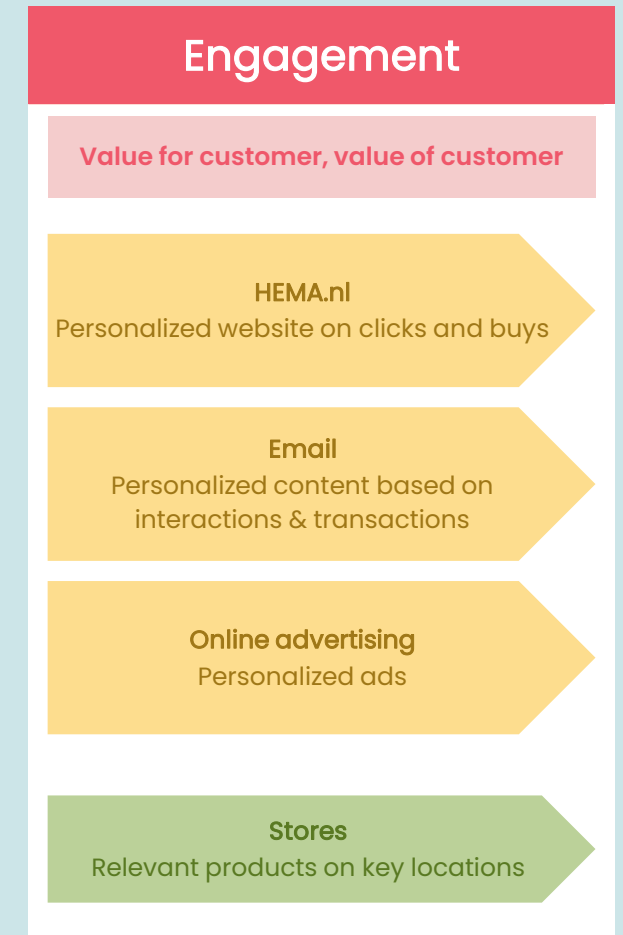 Engagement
Value for customer, value of customer
HEMA.nl
Personalized website on clicks and buys
Email
Personalized content based on
interactions & transactions
Online advertising
Personalized ads
Stores
Relevant products on key locations